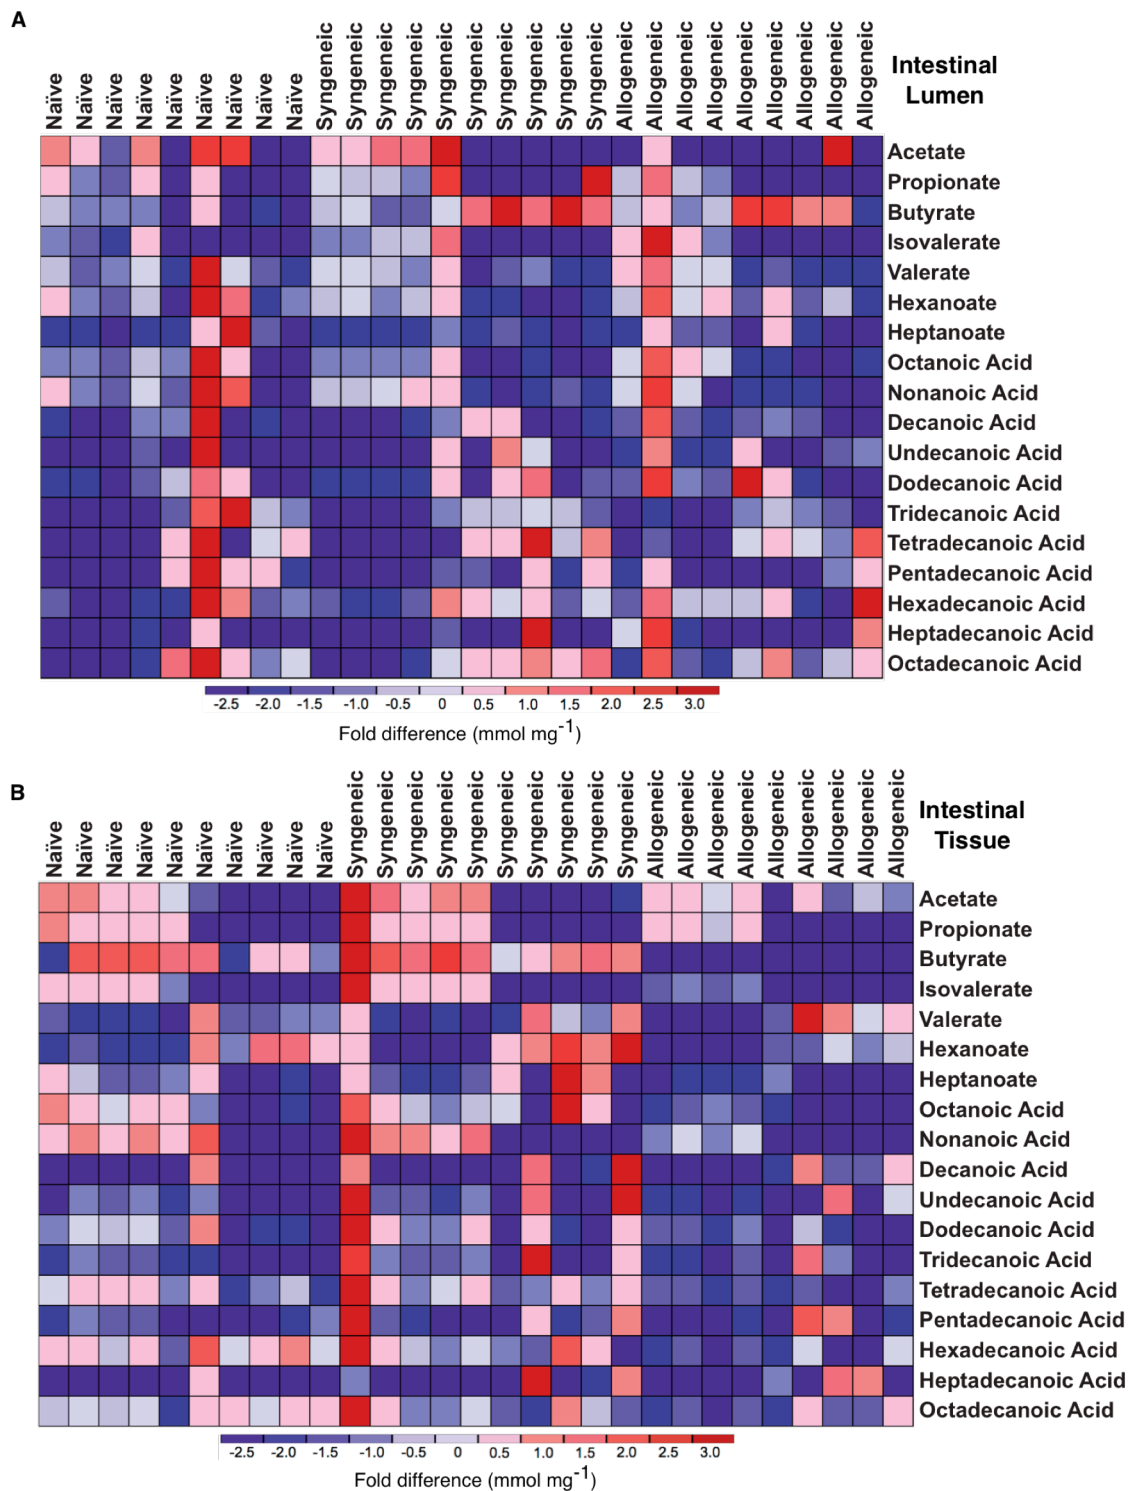 A
Naïve Naïve Naïve Naïve Naïve Naïve Naïve Naïve Naïve Syngeneic Syngeneic Syngeneic Syngeneic Syngeneic Syngeneic Syngeneic Syngeneic Syngeneic Syngeneic Allogeneic Allogeneic Allogeneic Allogeneic Allogeneic Allogeneic Allogeneic Allogeneic Allogeneic
Intestinal
Lumen
Acetate
Propionate
Butyrate
Isovalerate
Valerate
Hexanoate
Heptanoate
Octanoic Acid
Nonanoic Acid
Decanoic Acid
Undecanoic Acid
Dodecanoic Acid
Tridecanoic Acid
Tetradecanoic Acid
Pentadecanoic Acid
Hexadecanoic Acid
Heptadecanoic Acid
Octadecanoic Acid
-2.5 -2.0 -1.5 -1.0 -0.5 0 0.5 1.0 1.5 2.0 2.5 3.0
Fold difference (mmol mg-1)
B
Naïve Naïve Naïve Naïve Naïve Naïve Naïve Naïve Naïve Naïve Syngeneic Syngeneic Syngeneic Syngeneic Syngeneic Syngeneic Syngeneic Syngeneic Syngeneic Syngeneic Allogeneic Allogeneic Allogeneic Allogeneic Allogeneic Allogeneic Allogeneic Allogeneic Allogeneic
Intestinal
Tissue
Acetate
Propionate
Butyrate
Isovalerate
Valerate
Hexanoate
Heptanoate
Octanoic Acid
Nonanoic Acid
Decanoic Acid
Undecanoic Acid
Dodecanoic Acid
Tridecanoic Acid
Tetradecanoic Acid
Pentadecanoic Acid
Hexadecanoic Acid
Heptadecanoic Acid
Octadecanoic Acid
-2.5 -2.0 -1.5 -1.0 -0.5 0 0.5 1.0 1.5 2.0 2.5 3.0
Fold difference (mmol mg-1)